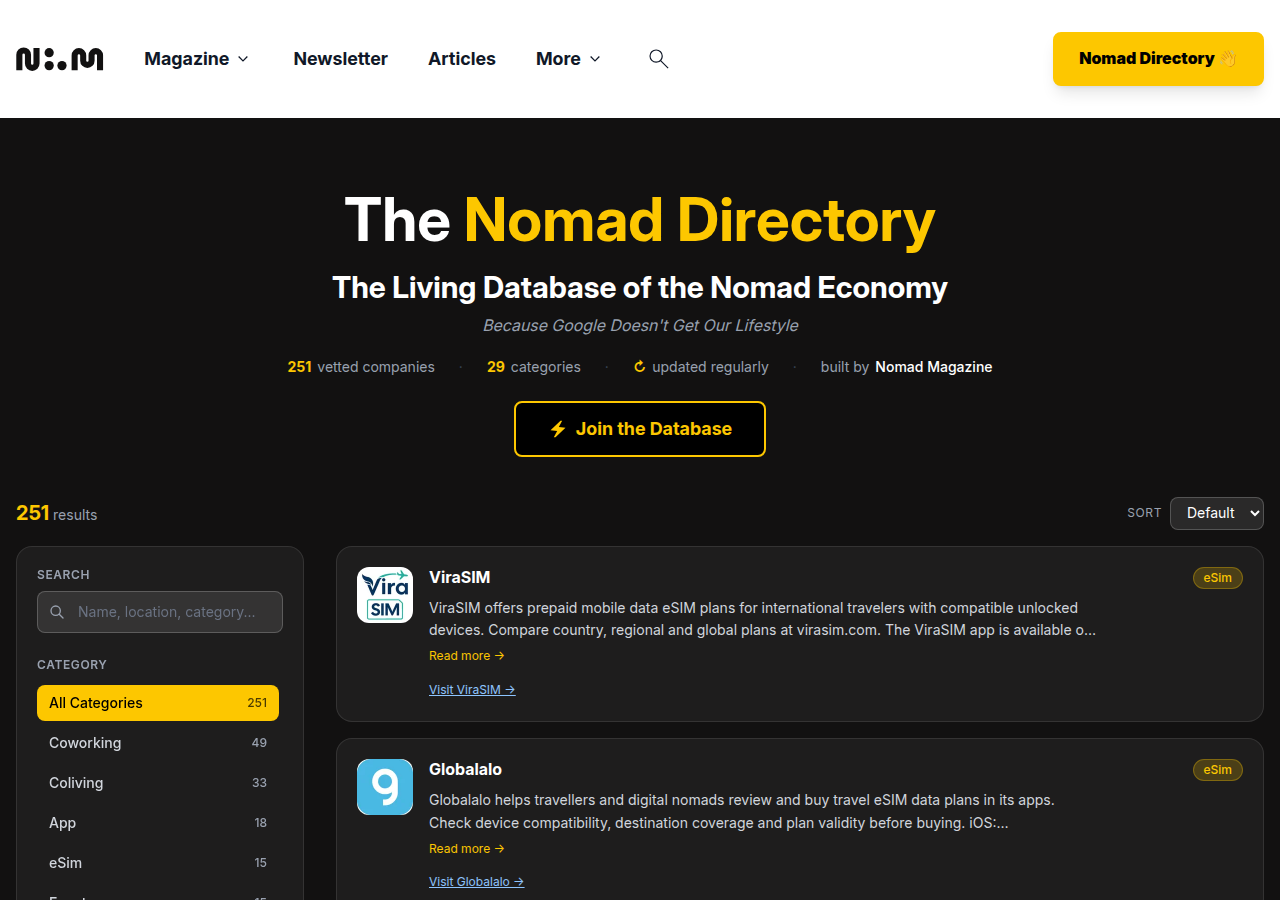 N:.M
Magazine
Newsletter
Articles
More
Nomad Directory 👋
The Nomad Directory
The Living Database of the Nomad Economy
Because Google Doesn't Get Our Lifestyle
251 vetted companies · 29 categories · ↻ updated regularly · built by Nomad Magazine
⚡ Join the Database
251 results
SORT
Default
SEARCH
Name, location, category...
CATEGORY
All Categories 251
Coworking 49
Coliving 33
App 18
eSim 15
Vira
SIM
ViraSIM
eSim
ViraSIM offers prepaid mobile data eSIM plans for international travelers with compatible unlocked
devices. Compare country, regional and global plans at virasim.com. The ViraSIM app is available o...
Read more →
Visit ViraSIM →
9
Globalalo
eSim
Globalalo helps travellers and digital nomads review and buy travel eSIM data plans in its apps.
Check device compatibility, destination coverage and plan validity before buying. iOS:...
Read more →
Visit Globalalo →